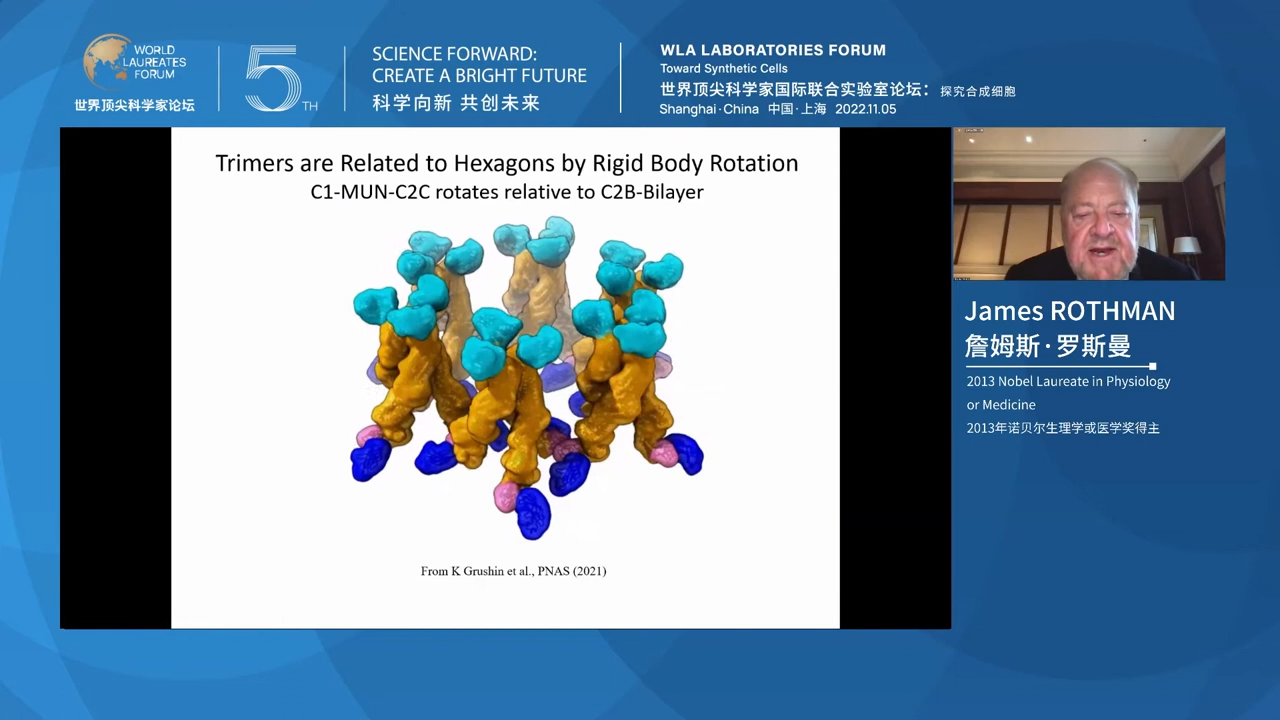 WORLD
LAUREATES
FORUM
世界顶尖科学家论坛
5TH
SCIENCE FORWARD:
CREATE A BRIGHT FUTURE
科学向新 共创未来
WLA LABORATORIES FORUM
Toward Synthetic Cells
世界顶尖科学家国际联合实验室论坛：探究合成细胞
Shanghai·China 中国·上海 2022.11.05
Trimers are Related to Hexagons by Rigid Body Rotation
C1-MUN-C2C rotates relative to C2B-Bilayer
From K Grushin et al., PNAS (2021)
James ROTHMAN
詹姆斯·罗斯曼
2013 Nobel Laureate in Physiology
or Medicine
2013年诺贝尔生理学或医学奖得主